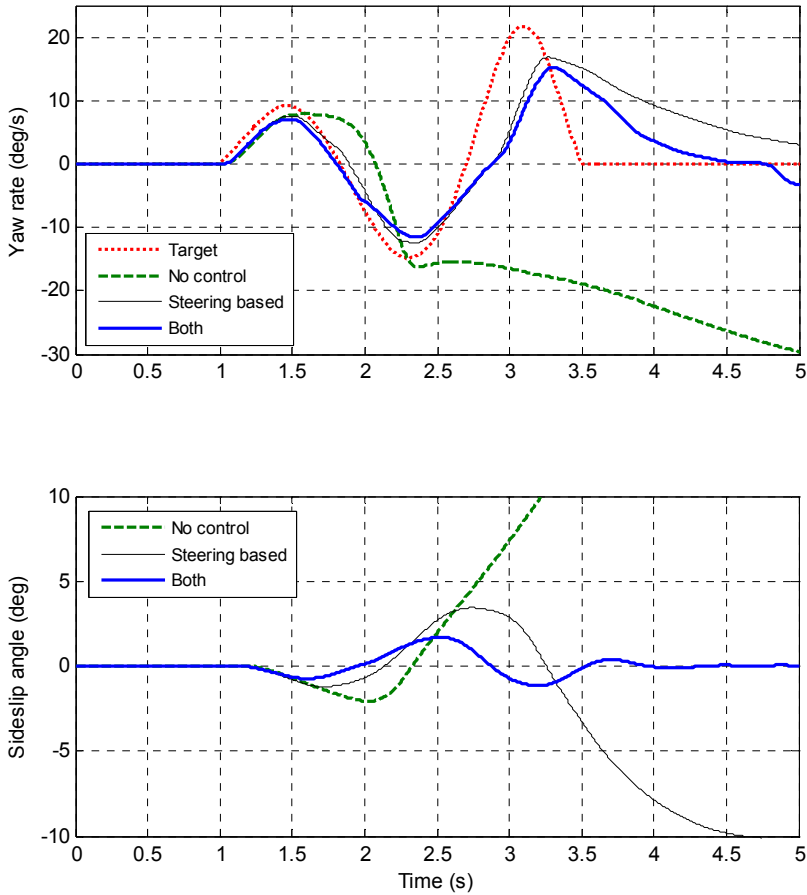 Yaw rate (deg/s)
20
10
0
-10
-20
-30
Target
No control
Steering based
Both
0 0.5 1 1.5 2 2.5 3 3.5 4 4.5 5
Sideslip angle (deg)
10
5
0
-5
-10
No control
Steering based
Both
0 0.5 1 1.5 2 2.5 3 3.5 4 4.5 5
Time (s)